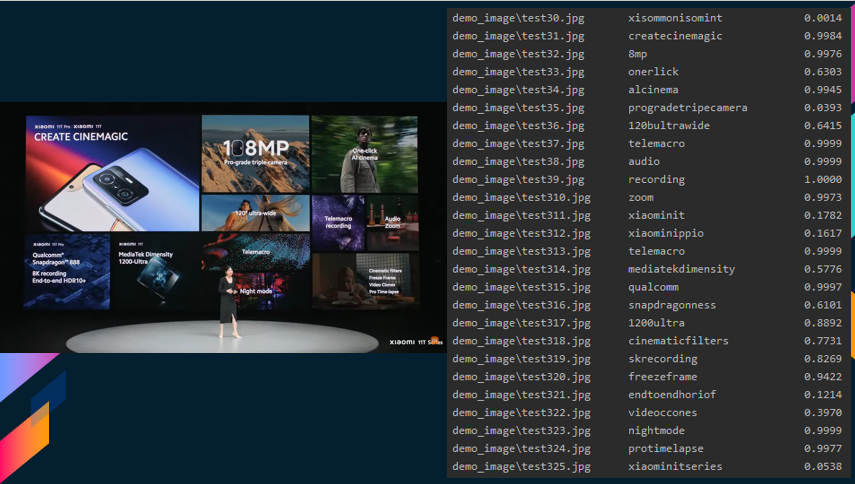 XIAOMI 11T Pro XIAOMI 11T
CREATE CINEMAGIC
108MP
Pro-grade triple camera
One-click
AI cinema
120° ultra-wide
Telemacro
recording
Audio
Zoom
XIAOMI 11T Pro
Qualcomm®
Snapdragon™ 888
8K recording
End-to-end HDR10+
XIAOMI 11T
MediaTek Dimensity
1200-Ultra
Telemacro
Night mode
Cinematic filters
Freeze Frame
Video Clones
Pro Time-lapse
XIAOMI 11T Series
demo_image\test30.jpg xisommonisomint 0.0014
demo_image\test31.jpg createcinemagic 0.9984
demo_image\test32.jpg 8mp 0.9976
demo_image\test33.jpg onerlick 0.6303
demo_image\test34.jpg alcinema 0.9945
demo_image\test35.jpg progradetripecamera 0.0393
demo_image\test36.jpg 120bultrawide 0.6415
demo_image\test37.jpg telemacro 0.9999
demo_image\test38.jpg audio 0.9999
demo_image\test39.jpg recording 1.0000
demo_image\test310.jpg zoom 0.9973
demo_image\test311.jpg xiaominit 0.1782
demo_image\test312.jpg xiaominippio 0.1617
demo_image\test313.jpg telemacro 0.9999
demo_image\test314.jpg mediatekdimensity 0.5776
demo_image\test315.jpg qualcomm 0.9997
demo_image\test316.jpg snapdragonness 0.6101
demo_image\test317.jpg 1200ultra 0.8892
demo_image\test318.jpg cinematicfilters 0.7731
demo_image\test319.jpg skrecording 0.8269
demo_image\test320.jpg freezeframe 0.9422
demo_image\test321.jpg endtoendhoriof 0.1214
demo_image\test322.jpg videoccones 0.3970
demo_image\test323.jpg nightmode 0.9999
demo_image\test324.jpg protimelapse 0.9977
demo_image\test325.jpg xiaominitseries 0.0538